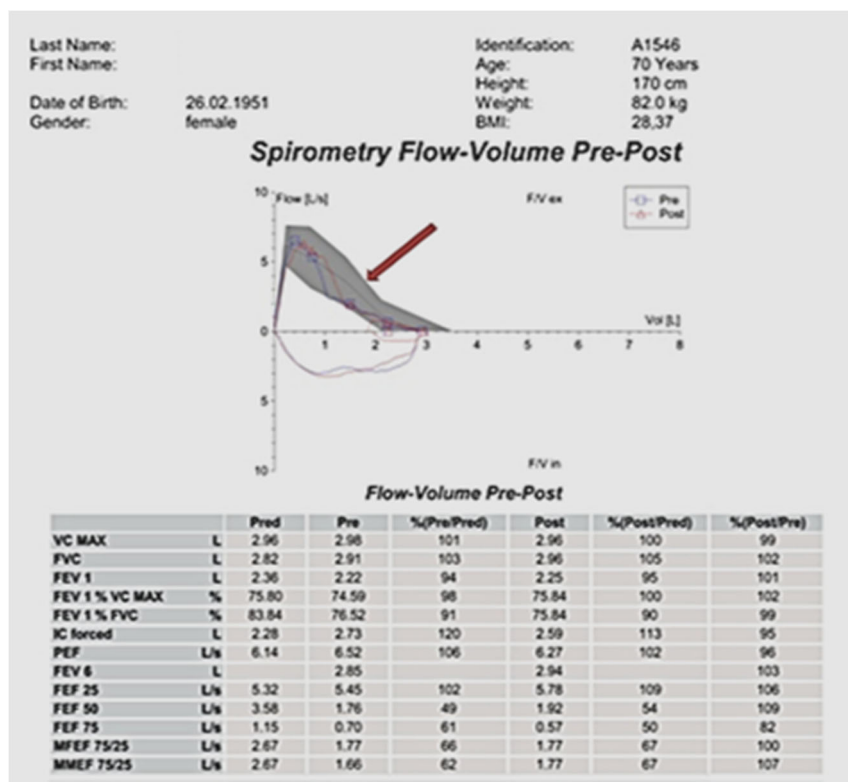 Last Name: Identification: A1546
First Name: Age: 70 Years
Height: 170 cm
Date of Birth: 26.02.1951 Weight: 82.0 kg
Gender: female BMI: 28,37
Spirometry Flow-Volume Pre-Post
10 Flow [L/s] F/V ex Pre
Post
5
Vol [L]
0 1 2 3 4 5 6 7 8
5
10 F/V in
Flow-Volume Pre-Post
Pred Pre %(Pre/Pred) Post %(Post/Pred) %(Post/Pre)
VC MAX L 2.96 2.98 101 2.96 100 99
FVC L 2.82 2.91 103 2.96 105 102
FEV 1 L 2.36 2.22 94 2.25 95 101
FEV 1 % VC MAX % 75.80 74.59 98 75.84 100 102
FEV 1 % FVC % 83.84 76.52 91 75.84 90 99
IC forced L 2.28 2.73 120 2.59 113 95
PEF L/s 6.14 6.52 106 6.27 102 96
FEV 6 L 2.85 2.94 103
FEF 25 L/s 5.32 5.45 102 5.78 109 106
FEF 50 L/s 3.58 1.76 49 1.92 54 109
FEF 75 L/s 1.15 0.70 61 0.57 50 82
MFEF 75/25 L/s 2.67 1.77 66 1.77 67 100
MMEF 75/25 L/s 2.67 1.66 62 1.77 67 107